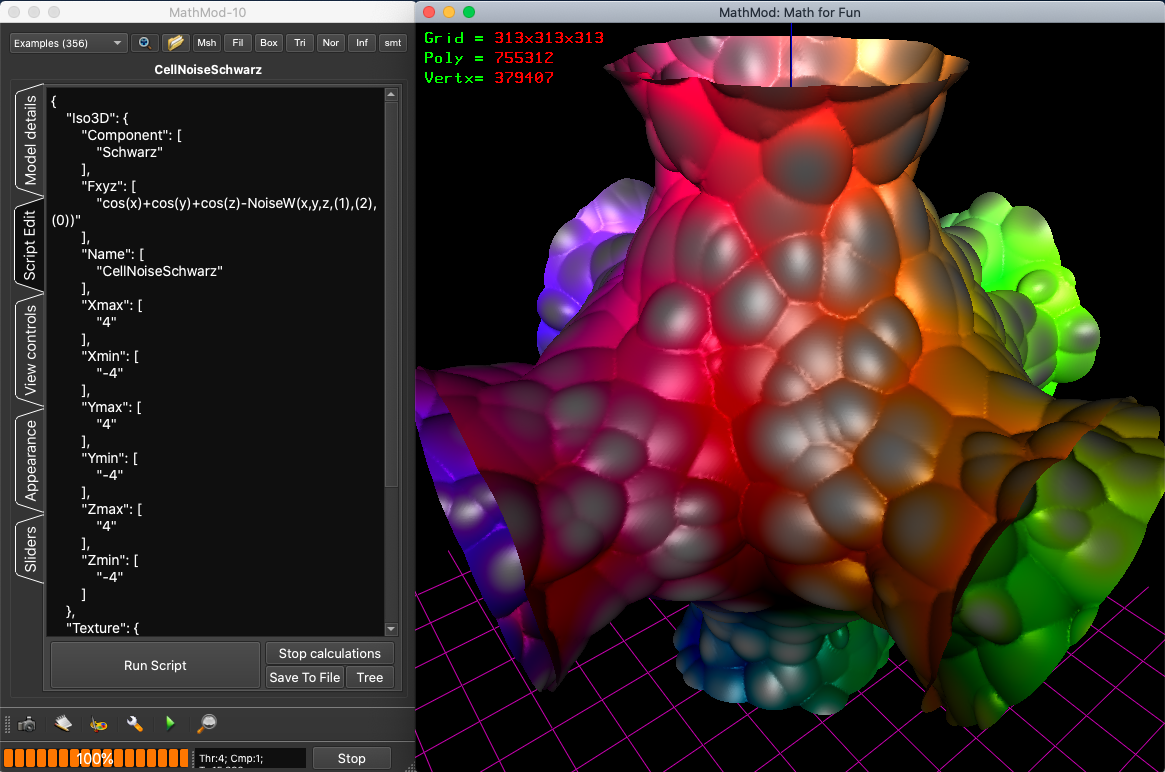 MathMod-10
Examples (356)
Msh
Fil
Box
Tri
Nor
Inf
smt
CellNoiseSchwarz
Model details
Script Edit
View controls
Appearance
Sliders
{
"Iso3D": {
"Component": [
"Schwarz"
],
"Fxyz": [
"cos(x)+cos(y)+cos(z)-NoiseW(x,y,z,(1),(2),
(0))"
],
"Name": [
"CellNoiseSchwarz"
],
"Xmax": [
"4"
],
"Xmin": [
"-4"
],
"Ymax": [
"4"
],
"Ymin": [
"-4"
],
"Zmax": [
"4"
],
"Zmin": [
"-4"
]
},
"Texture": {
Run Script
Stop calculations
Save To File
Tree
100%
Thr:4; Cmp:1;
Stop
MathMod: Math for Fun
Grid = 313x313x313
Poly = 755312
Vertx= 379407